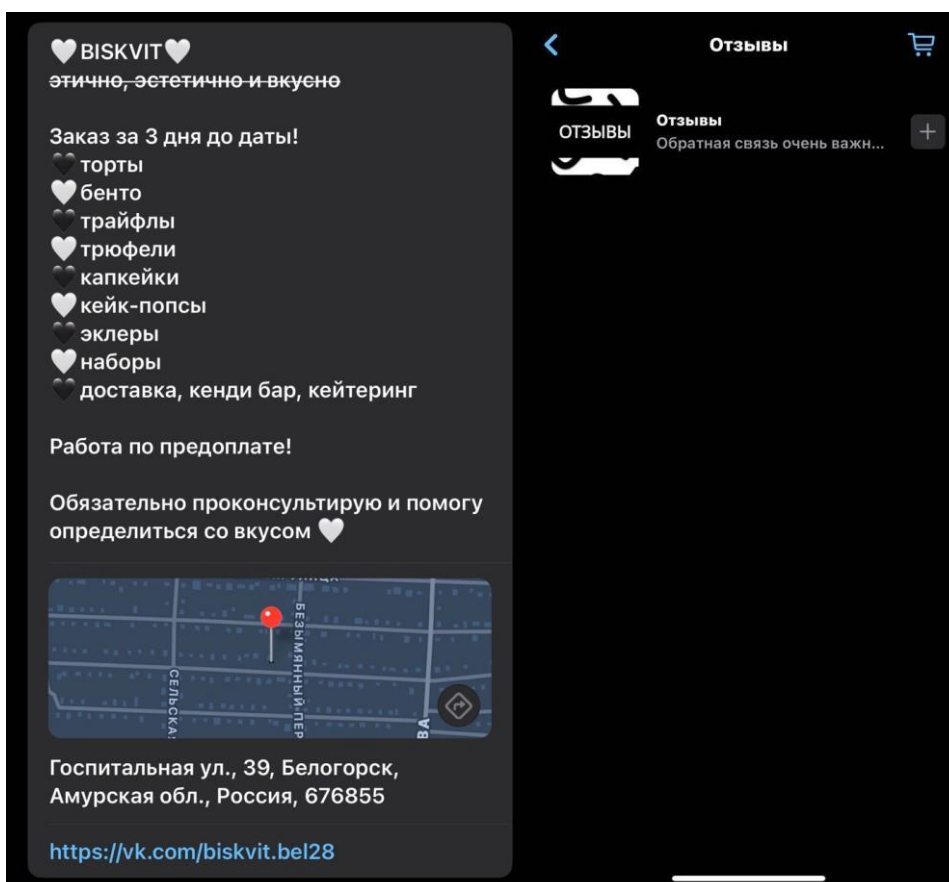 🤍BISKVIT🤍
этично, эстетично и вкусно
Заказ за 3 дня до даты!
🖤торты
🤍бенто
🖤трайфлы
🤍трюфели
🖤капкейки
🤍кейк-попсы
🖤эклеры
🤍наборы
🖤доставка, кенди бар, кейтеринг
Работа по предоплате!
Обязательно проконсультирую и помогу
определиться со вкусом 🤍
БЕЗЫМЯННЫЙ ПЕР
СЕЛЬСКА
ВА
Госпитальная ул., 39, Белогорск,
Амурская обл., Россия, 676855
https://vk.com/biskvit.bel28
Отзывы
ОТЗЫВЫ
Отзывы
Обратная связь очень важн...